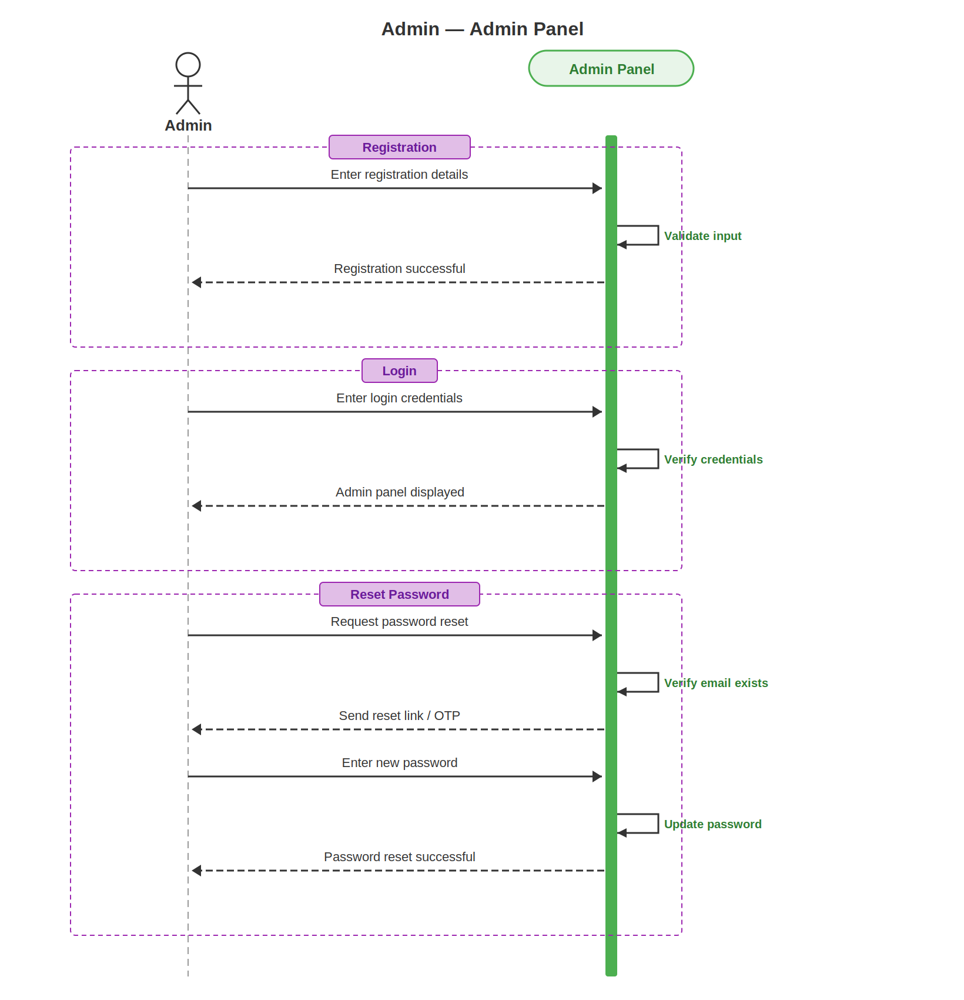 Admin — Admin Panel
Admin Panel
Admin
Registration
Enter registration details
Validate input
Registration successful
Login
Enter login credentials
Verify credentials
Admin panel displayed
Reset Password
Request password reset
Verify email exists
Send reset link / OTP
Enter new password
Update password
Password reset successful